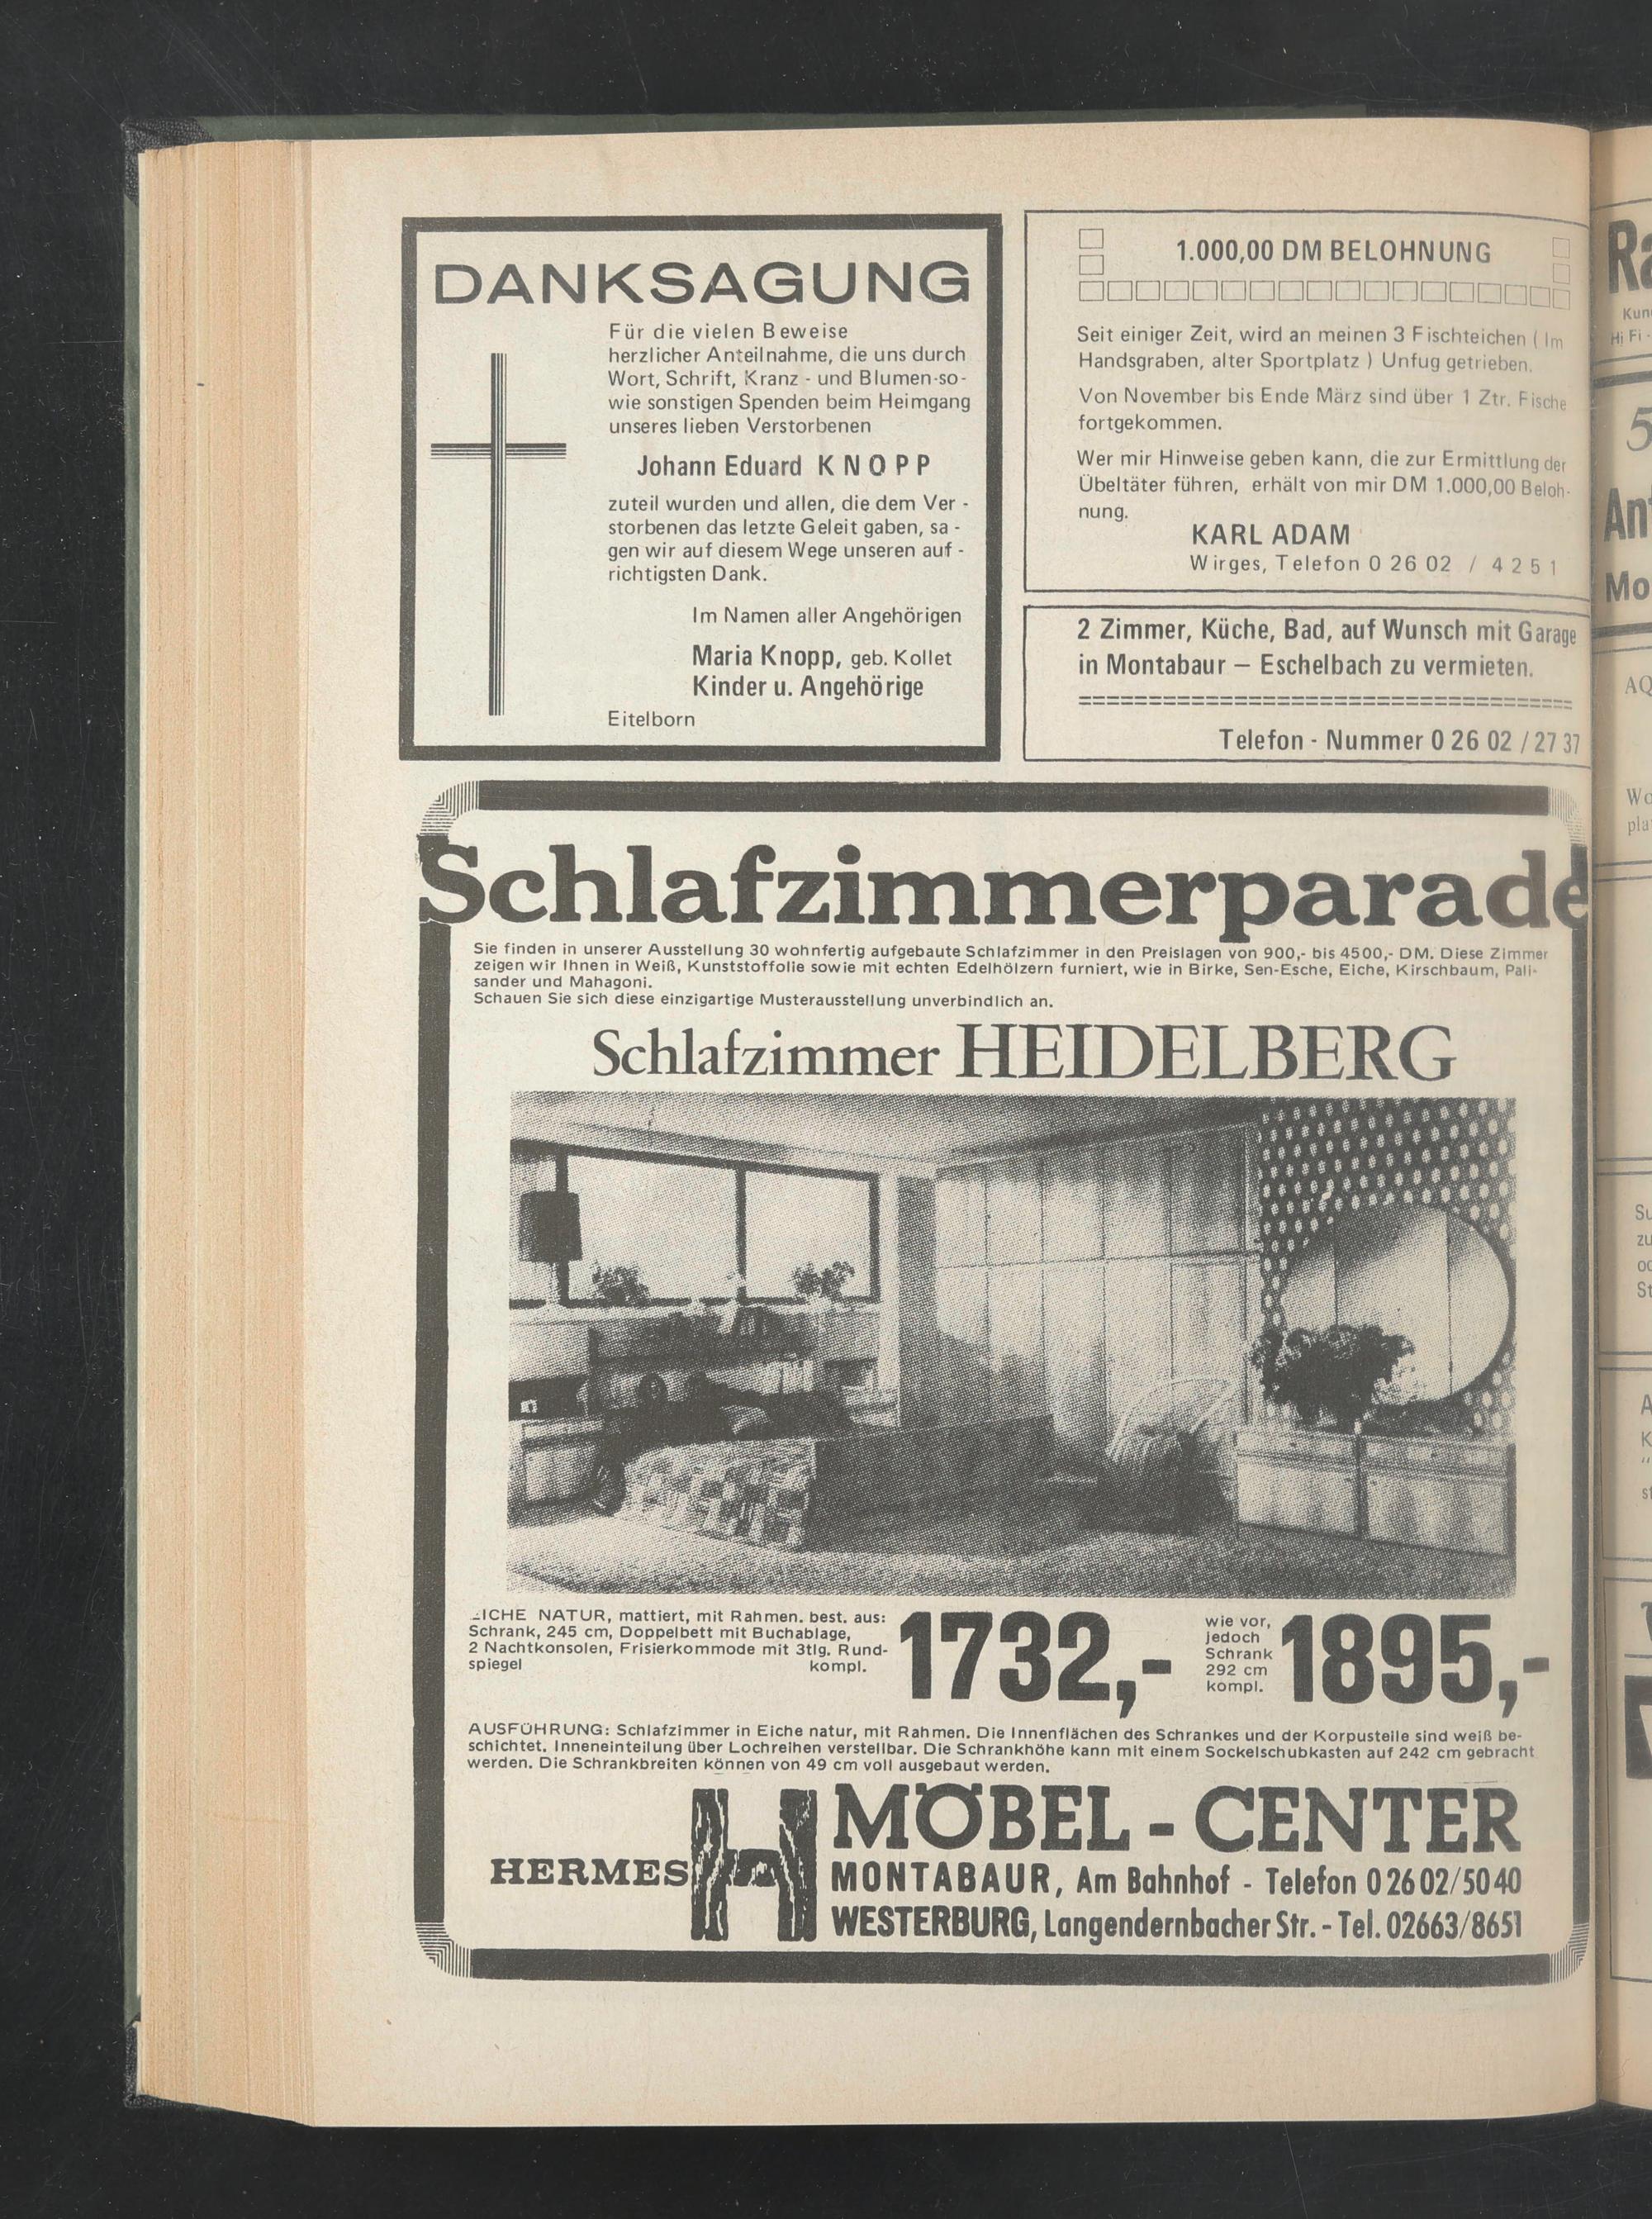 DANKSAGUNG
Für die vielen Beweise
herzlicher Anteilnahme, die uns durch
Wort, Schrift, Kranz - und Blumen-so-
wie sonstigen Spenden beim Heimgang
unseres lieben Verstorbenen
Johann Eduard KNOPP
zuteil wurden und allen, die dem Ver -
storbenen das letzte Geleit gaben, sa -
gen wir auf diesem Wege unseren auf -
richtigsten Dank.
Im Namen aller Angehörigen
Maria Knopp, geb. Kollet
Kinder u. Angehörige
Eitelborn
1.000,00 DM BELOHNUNG
Seit einiger Zeit, wird an meinen 3 Fischteichen ( Im
Handsgraben, alter Sportplatz ) Unfug getrieben.
Von November bis Ende März sind über 1 Ztr. Fische
fortgekommen.
Wer mir Hinweise geben kann, die zur Ermittlung der
Übeltäter führen, erhält von mir DM 1.000,00 Beloh-
nung.
KARL ADAM
Wirges, Telefon 0 26 02 / 4 2 5 1
2 Zimmer, Küche, Bad, auf Wunsch mit Garage
in Montabaur — Eschelbach zu vermieten.
Telefon - Nummer 0 26 02 / 27 37
Schlafzimmerparade
Sie finden in unserer Ausstellung 30 wohnfertig aufgebaute Schlafzimmer in den Preislagen von 900,- bis 4500,- DM. Diese Zimmer
zeigen wir Ihnen in Weiß, Kunststoffolie sowie mit echten Edelhölzern furniert, wie in Birke, Sen-Esche, Eiche, Kirschbaum, Pali-
sander und Mahagoni.
Schauen Sie sich diese einzigartige Musterausstellung unverbindlich an.
Schlafzimmer HEIDELBERG
EICHE NATUR, mattiert, mit Rahmen. best. aus:
Schrank, 245 cm, Doppelbett mit Buchablage,
2 Nachtkonsolen, Frisierkommode mit 3tlg. Rund-
spiegel kompl.
1732,-
wie vor,
jedoch
Schrank
292 cm
kompl.
1895,-
AUSFÜHRUNG: Schlafzimmer in Eiche natur, mit Rahmen. Die Innenflächen des Schrankes und der Korpusteile sind weiß be-
schichtet. Inneneinteilung über Lochreihen verstellbar. Die Schrankhöhe kann mit einem Sockelschubkasten auf 242 cm gebracht
werden. Die Schrankbreiten können von 49 cm voll ausgebaut werden.
HERMES H MÖBEL - CENTER
MONTABAUR, Am Bahnhof - Telefon 0 26 02/50 40
WESTERBURG, Langendernbacher Str. - Tel. 02663/8651
Ra
Hi Fi -
Mo
AQ